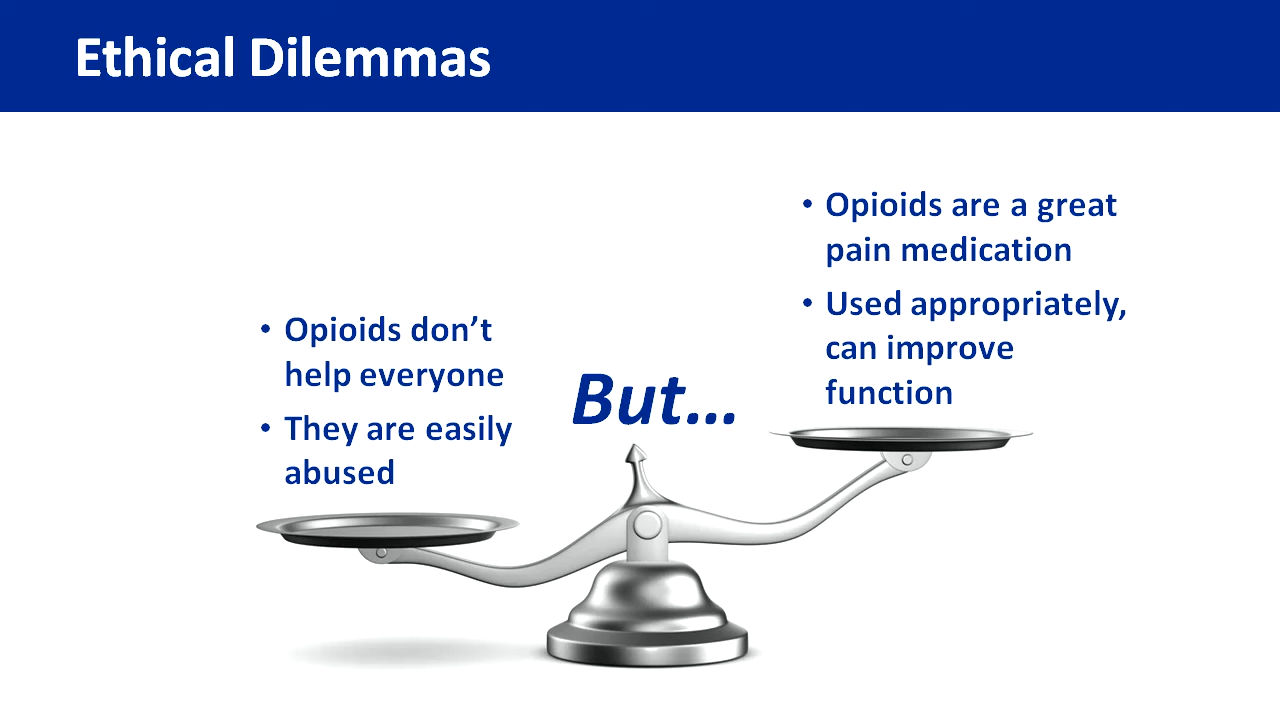 Ethical Dilemmas
• Opioids don’t
help everyone
• They are easily
abused
But...
• Opioids are a great
pain medication
• Used appropriately,
can improve
function